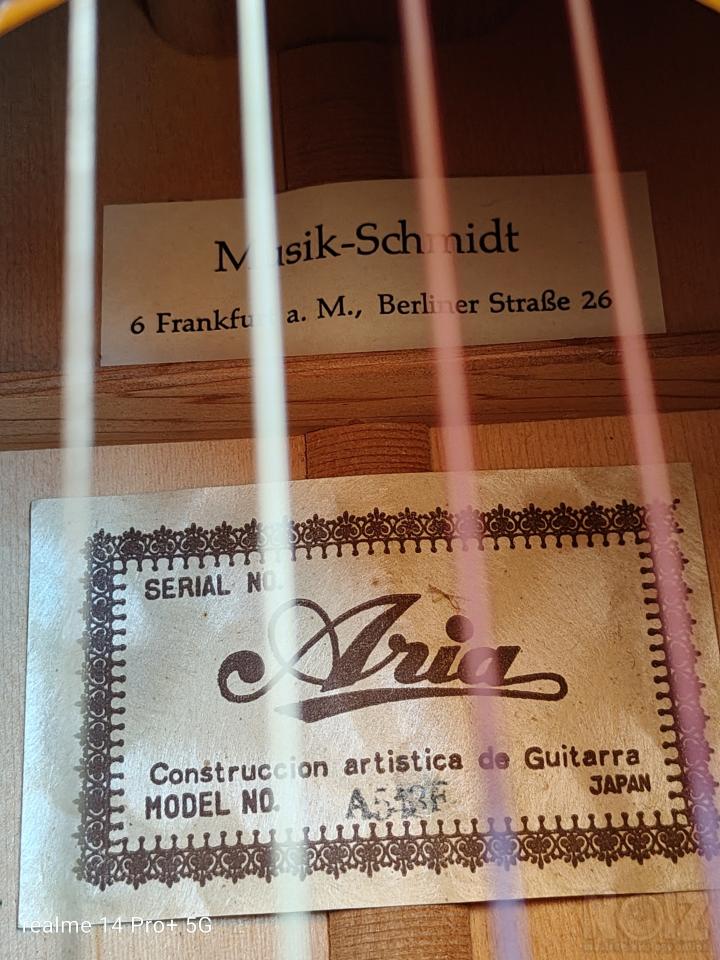 Musik-Schmidt
6 Frankfurt a. M., Berliner Straße 26
SERIAL NO.
Aria
Construccion artistica de Guitarra
JAPAN
MODEL NO.
realme 14 Pro+ 5G
NOIZ